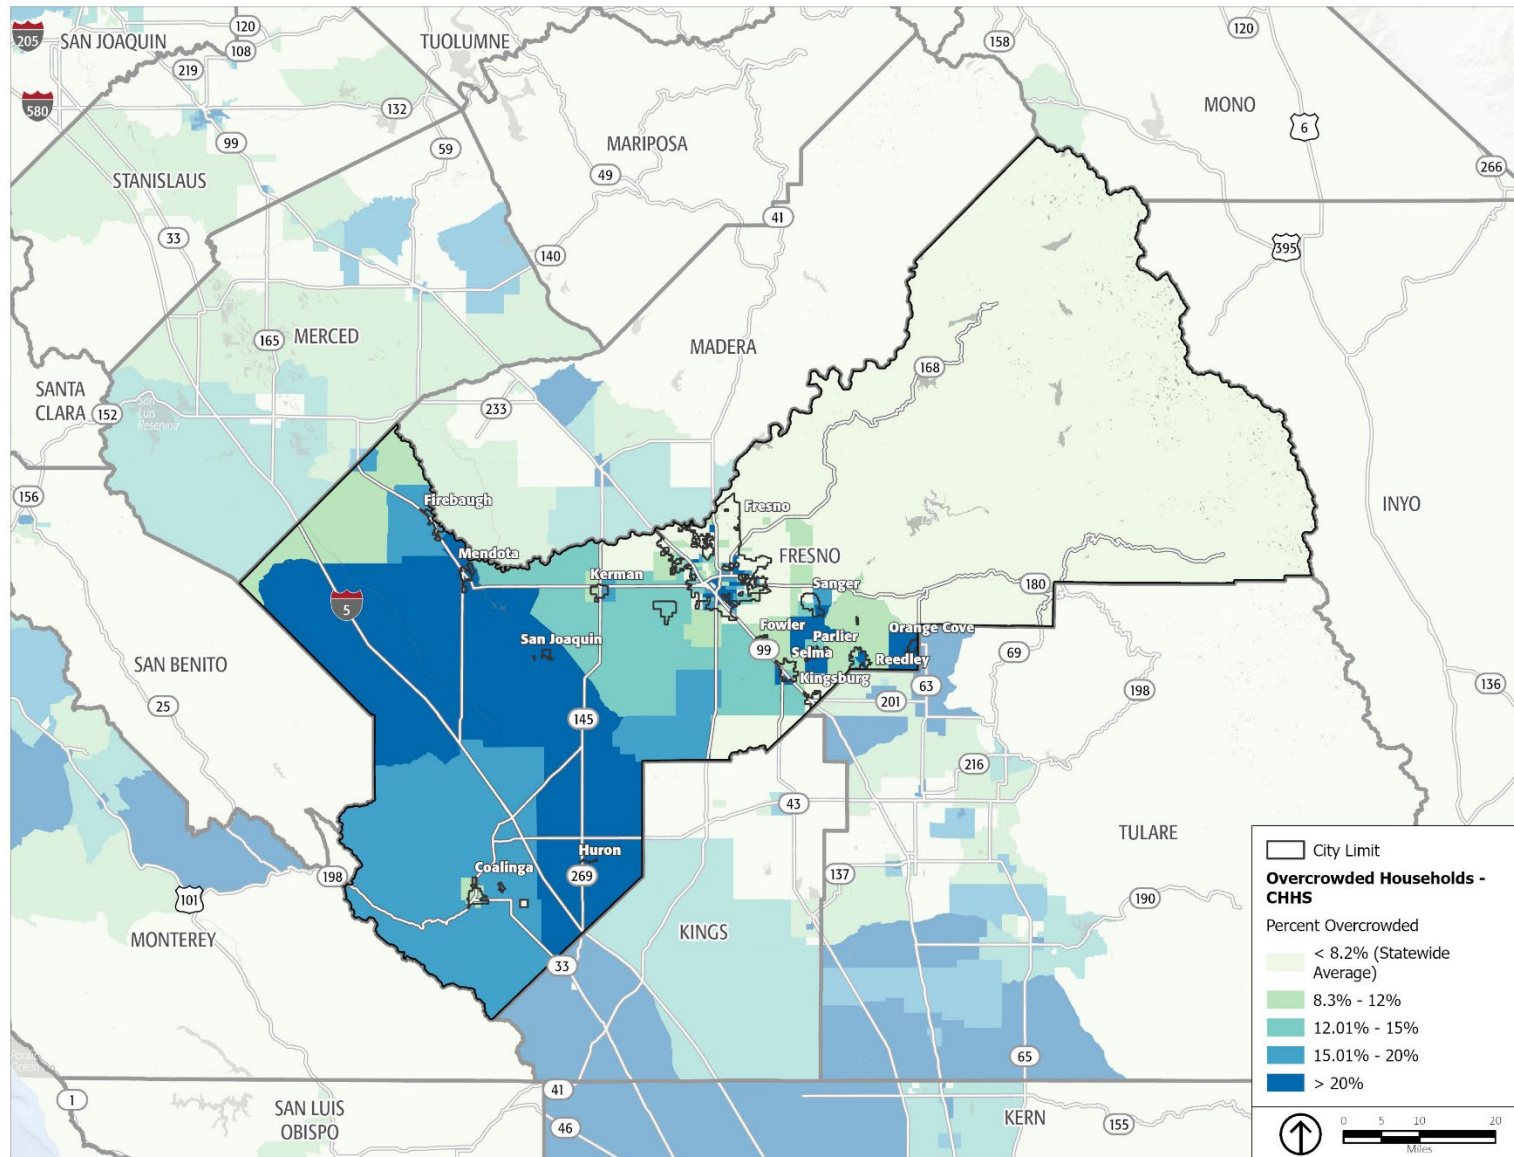 205
SAN JOAQUIN
120
108
219
TUOLUMNE
158
120
580
132
MONO
99
59
MARIPOSA
6
266
STANISLAUS
49
41
33
140
395
165
MERCED
MADERA
168
SANTA
CLARA
152
San
Luis
Reservoir
233
156
Firebaugh
Fresno
INYO
Mendota
FRESNO
Kerman
Sanger
180
5
San Joaquin
Fowler
Orange Cove
Parlier
99
Selma
Reedley
69
SAN BENITO
Kingsburg
63
198
136
25
201
145
216
43
TULARE
Huron
Coalinga
198
269
137
101
190
MONTEREY
KINGS
33
65
Pacific
Ocean
1
41
SAN LUIS
OBISPO
46
KERN
155
City Limit
Overcrowded Households -
CHHS
Percent Overcrowded
< 8.2% (Statewide
Average)
8.3% - 12%
12.01% - 15%
15.01% - 20%
> 20%
0 5 10 20
Miles